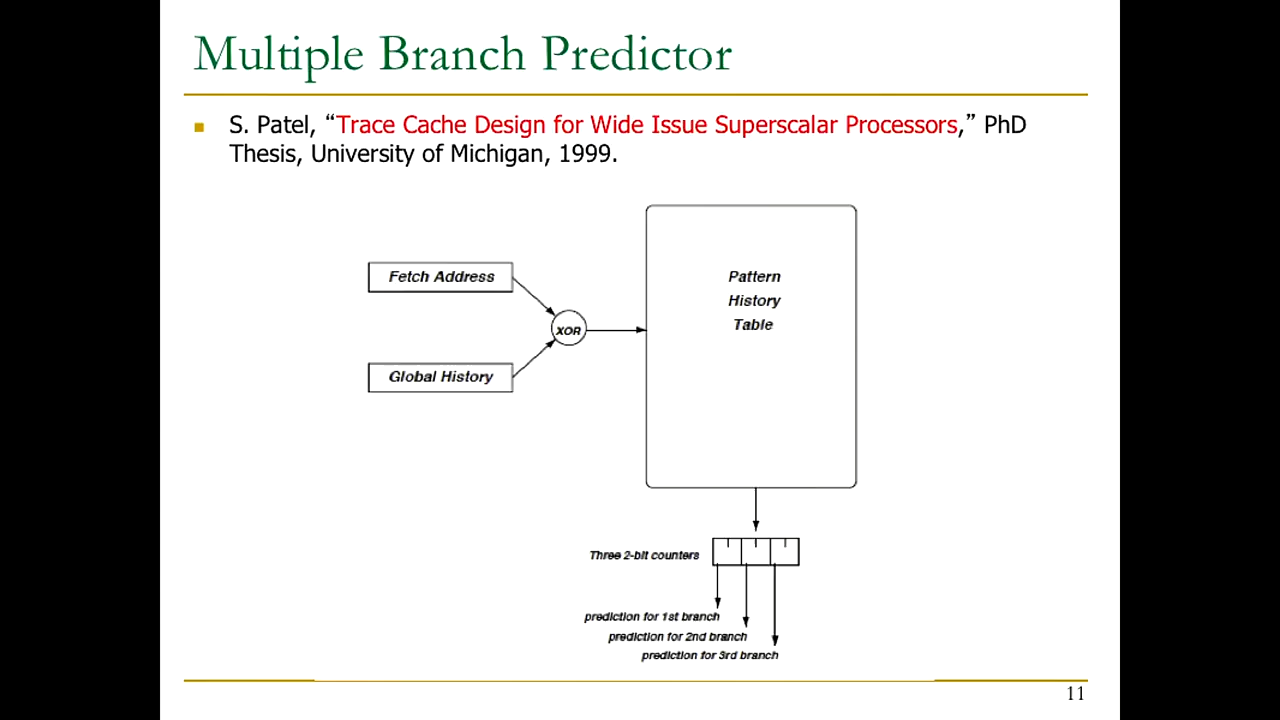 Multiple Branch Predictor
S. Patel, “Trace Cache Design for Wide Issue Superscalar Processors,” PhD
Thesis, University of Michigan, 1999.
Fetch Address
Global History
XOR
Pattern
History
Table
Three 2-bit counters
prediction for 1st branch
prediction for 2nd branch
prediction for 3rd branch
11